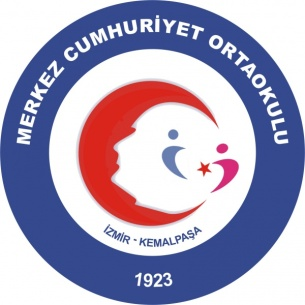 MERKEZ CUMHURİYET ORTAOKULU
İZMİR - KEMALPAŞA
1923